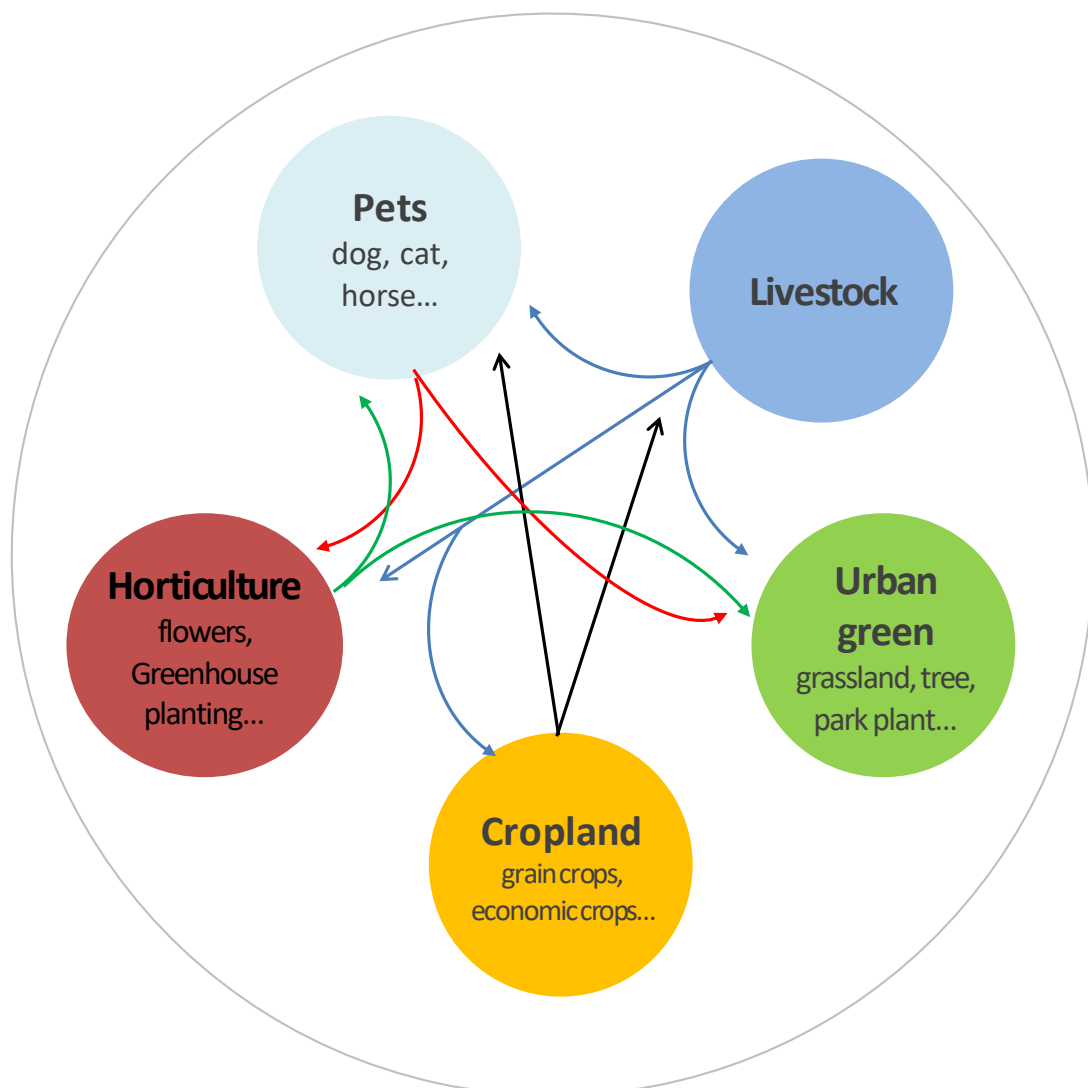 Pets
dog, cat,
horse...
Livestock
Horticulture
flowers,
Greenhouse
planting...
Urban
green
grassland, tree,
park plant...
Cropland
grain crops,
economic crops...